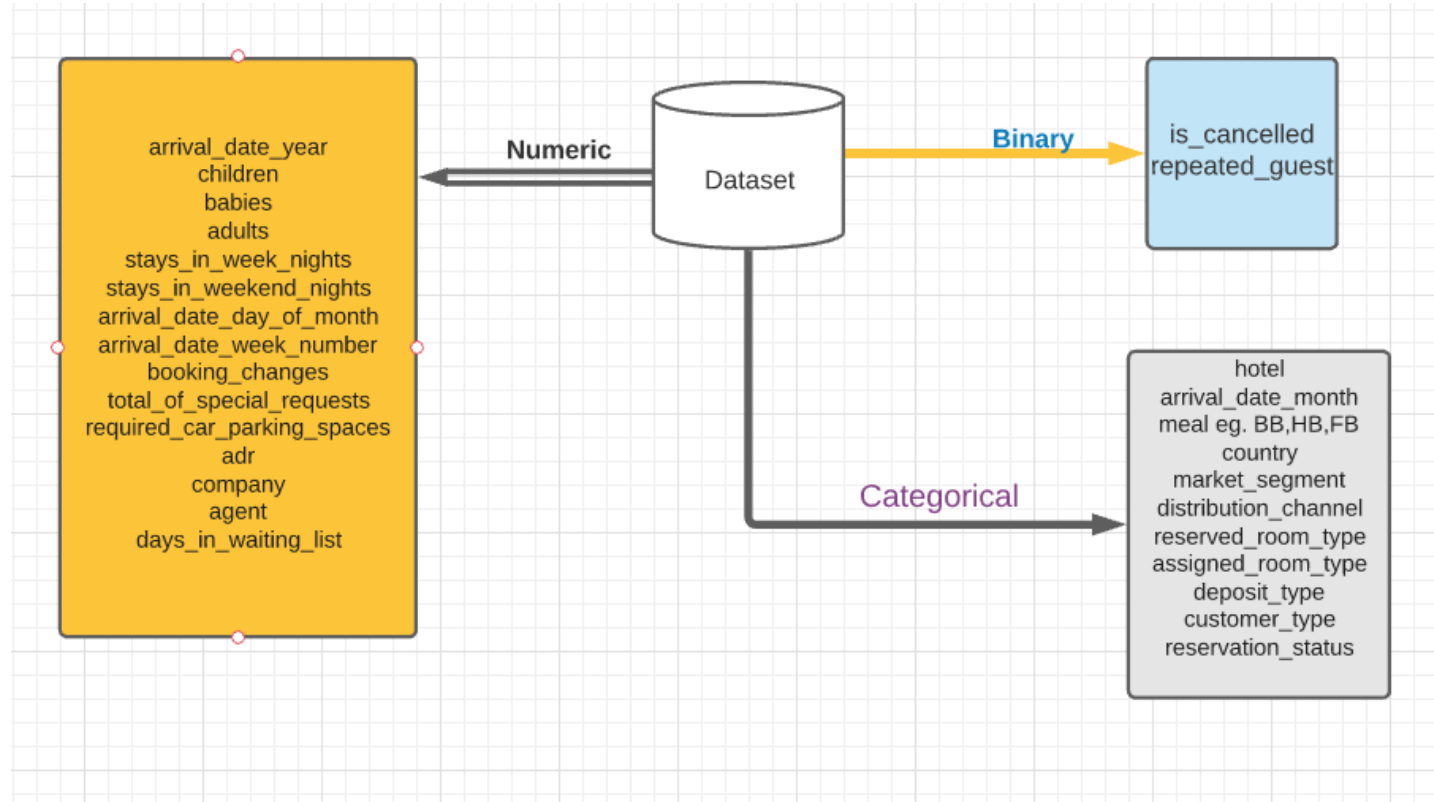 arrival_date_year
children
babies
adults
stays_in_week_nights
stays_in_weekend_nights
arrival_date_day_of_month
arrival_date_week_number
booking_changes
total_of_special_requests
required_car_parking_spaces
adr
company
agent
days_in_waiting_list
Numeric
Dataset
Binary
is_cancelled
repeated_guest
Categorical
hotel
arrival_date_month
meal eg. BB,HB,FB
country
market_segment
distribution_channel
reserved_room_type
assigned_room_type
deposit_type
customer_type
reservation_status